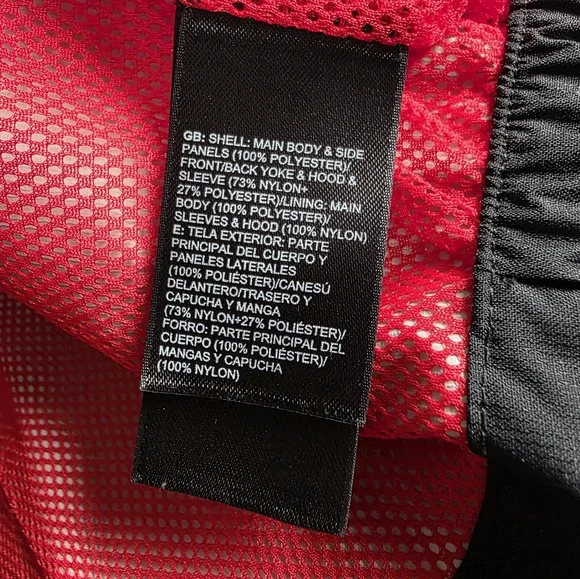 GB: SHELL: MAIN BODY & SIDE
PANELS (100% POLYESTER)/
FRONT/BACK YOKE & HOOD &
SLEEVE (73% NYLON+
27% POLYESTER)/LINING: MAIN
BODY (100% POLYESTER)/
SLEEVES & HOOD (100% NYLON)
E: TELA EXTERIOR: PARTE
PRINCIPAL DEL CUERPO Y
PANELES LATERALES
(100% POLIÉSTER)/CANESÚ
DELANTERO/TRASERO Y
CAPUCHA Y MANGA
(73% NYLON+27% POLIÉSTER)/
FORRO: PARTE PRINCIPAL DEL
CUERPO (100% POLIÉSTER)/
MANGAS Y CAPUCHA
(100% NYLON)